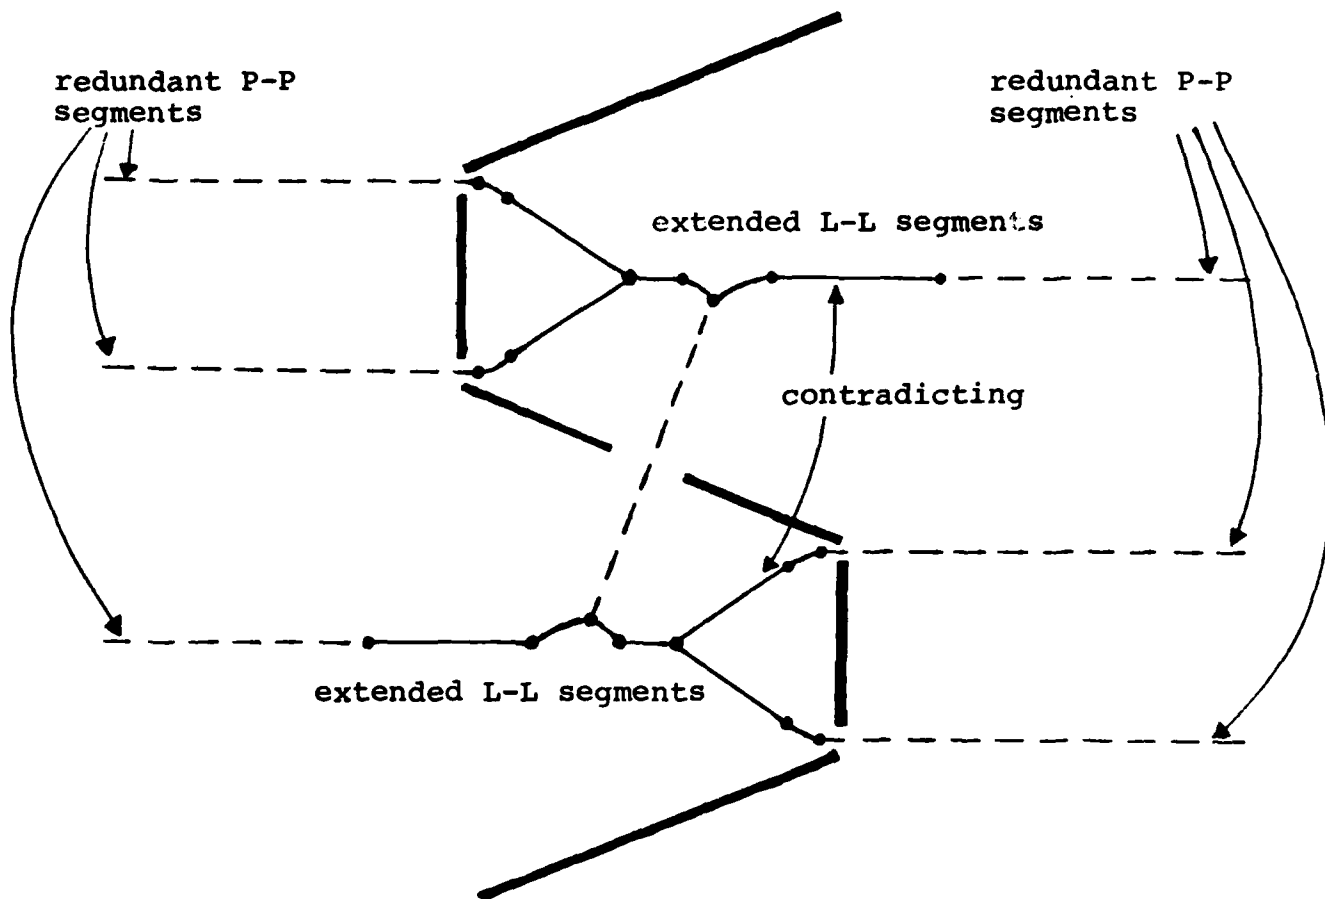 redundant P-P
segments
redundant P-P
segments
extended L-L segments
contradicting
extended L-L segments